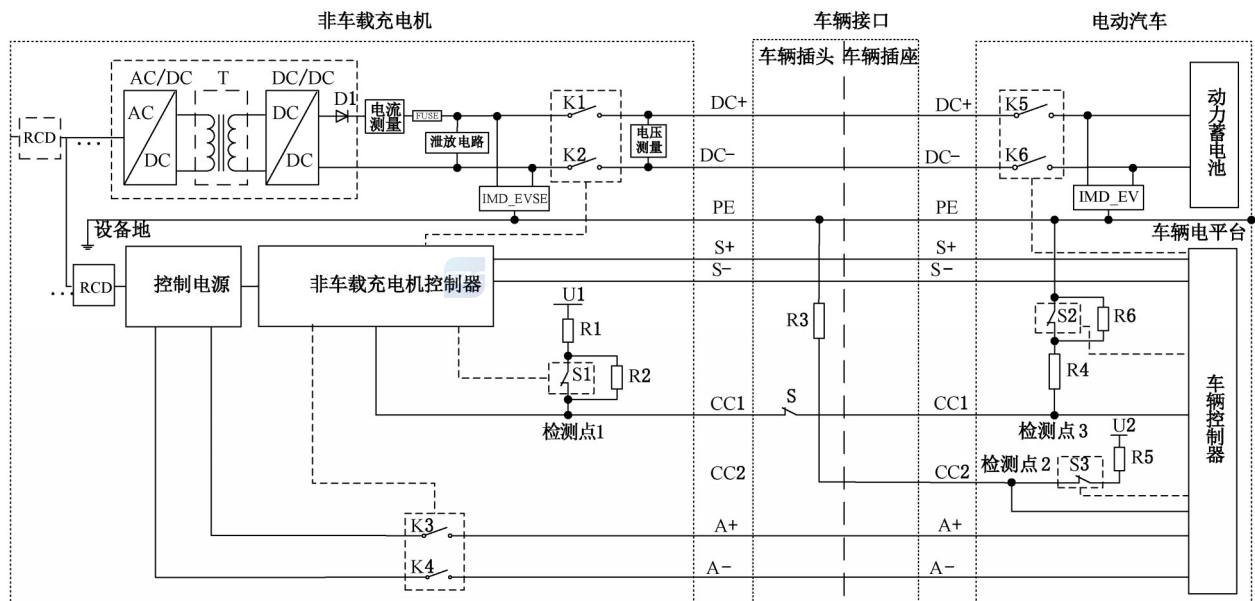 非车载充电机
车辆接口
电动汽车
车辆插头
车辆插座
AC/DC
T
DC/DC
D1
AC
DC
DC
DC
电流测量
FUSE
泄放电路
K1
K2
电压测量
DC+
DC-
DC+
DC-
K5
K6
动力蓄电池
RCD
...
IMD_EVSE
IMD_EV
PE
PE
设备地
车辆电平台
S+
S-
S+
S-
...
RCD
控制电源
非车载充电机控制器
U1
R1
S1
R2
R3
S2
R6
R4
CC1
S
CC1
检测点1
检测点3
U2
R5
检测点2
S3
CC2
CC2
车辆控制器
K3
K4
A+
A-
A+
A-